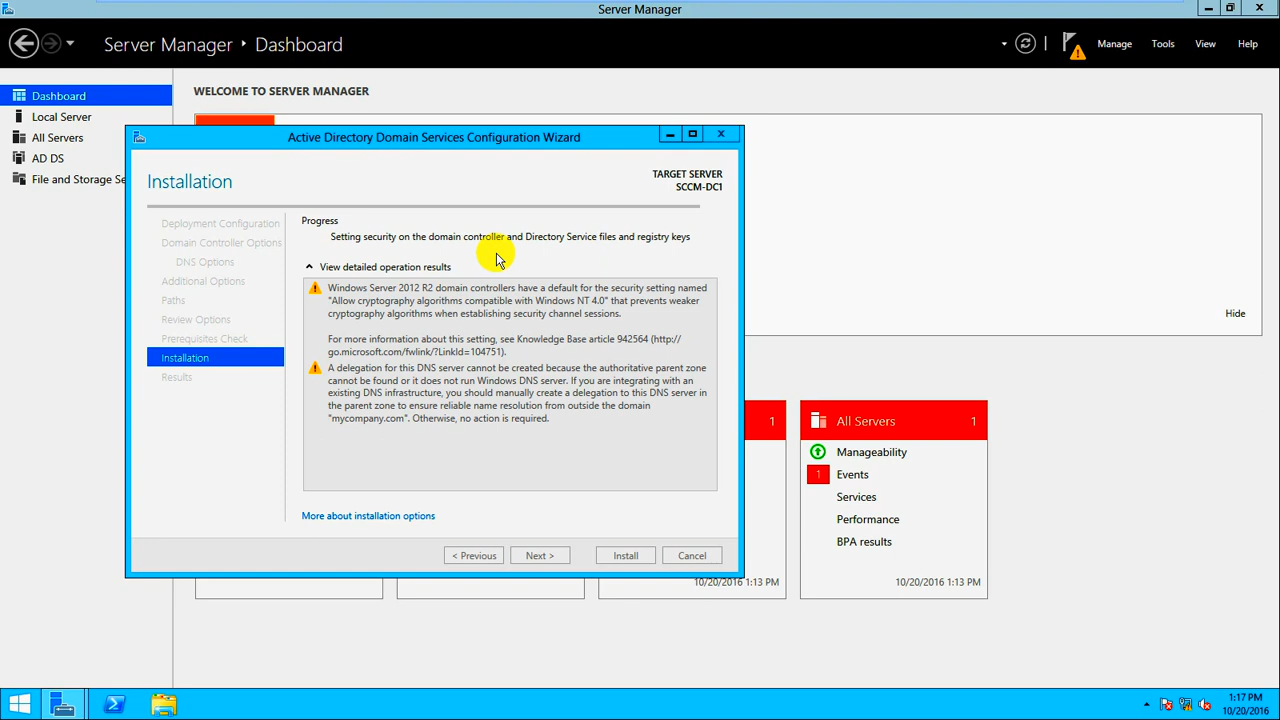 Server Manager
Server Manager ‣ Dashboard
Manage
Tools
View
Help
Dashboard
Local Server
All Servers
AD DS
File and Storage Se
WELCOME TO SERVER MANAGER
Active Directory Domain Services Configuration Wizard
Installation
TARGET SERVER
SCCM-DC1
Deployment Configuration
Domain Controller Options
DNS Options
Additional Options
Paths
Review Options
Prerequisites Check
Installation
Results
Progress
Setting security on the domain controller and Directory Service files and registry keys
View detailed operation results
Windows Server 2012 R2 domain controllers have a default for the security setting named
"Allow cryptography algorithms compatible with Windows NT 4.0" that prevents weaker
cryptography algorithms when establishing security channel sessions.
For more information about this setting, see Knowledge Base article 942564 (http://
go.microsoft.com/fwlink/?LinkId=104751).
A delegation for this DNS server cannot be created because the authoritative parent zone
cannot be found or it does not run Windows DNS server. If you are integrating with an
existing DNS infrastructure, you should manually create a delegation to this DNS server in
the parent zone to ensure reliable name resolution from outside the domain
"mycompany.com". Otherwise, no action is required.
More about installation options
< Previous
Next >
Install
Cancel
Hide
1
All Servers
1
Manageability
1
Events
Services
Performance
BPA results
10/20/2016 1:13 PM
10/20/2016 1:13 PM
1:17 PM
10/20/2016